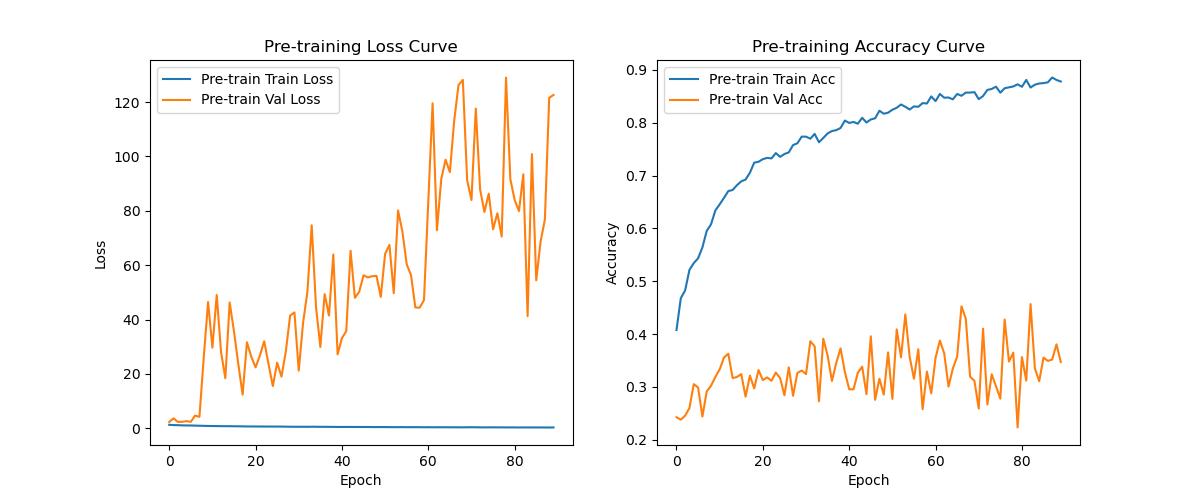 Pre-training Loss Curve
Pre-train Train Loss
Pre-train Val Loss
120
100
80
60
40
20
0
Loss
0 20 40 60 80
Epoch
Pre-training Accuracy Curve
Pre-train Train Acc
Pre-train Val Acc
0.9
0.8
0.7
0.6
0.5
0.4
0.3
0.2
Accuracy
0 20 40 60 80
Epoch